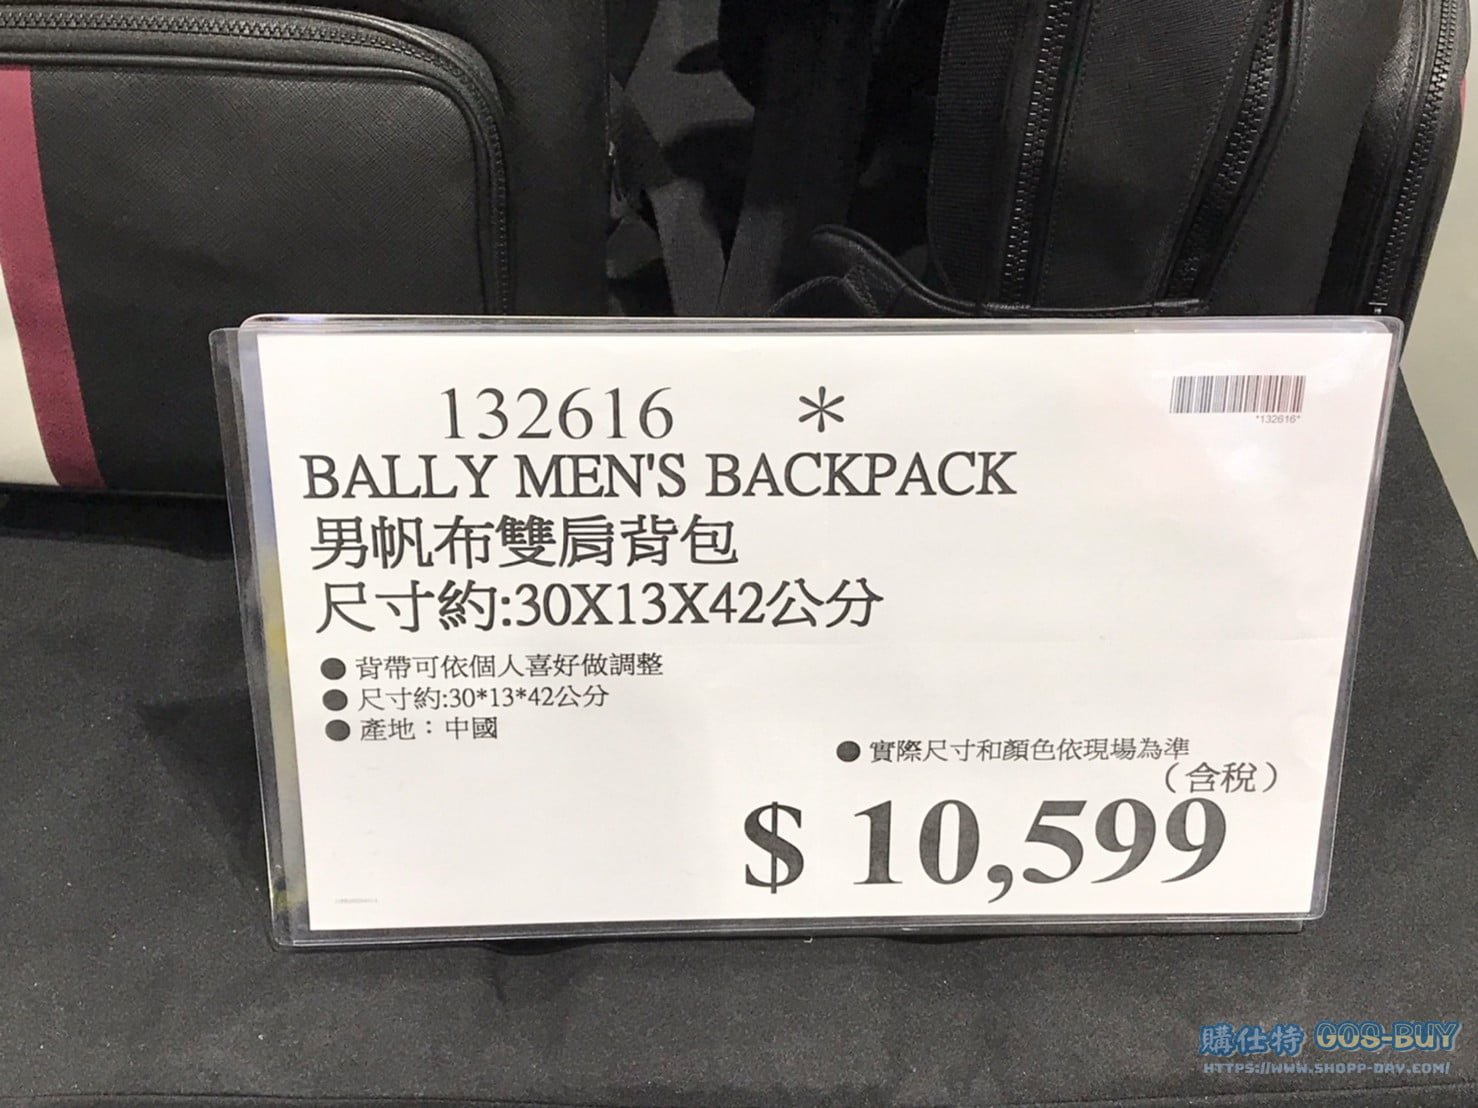 132616 *
*132616*
BALLY MEN'S BACKPACK
男帆布雙肩背包
尺寸約:30X13X42公分
● 背帶可依個人喜好做調整
● 尺寸約:30*13*42公分
● 產地：中國
● 實際尺寸和顏色依現場為準
（含稅）
$ 10,599
購仕特 GOS-BUY
HTTPS://WWW.SHOPP-DAY.COM/